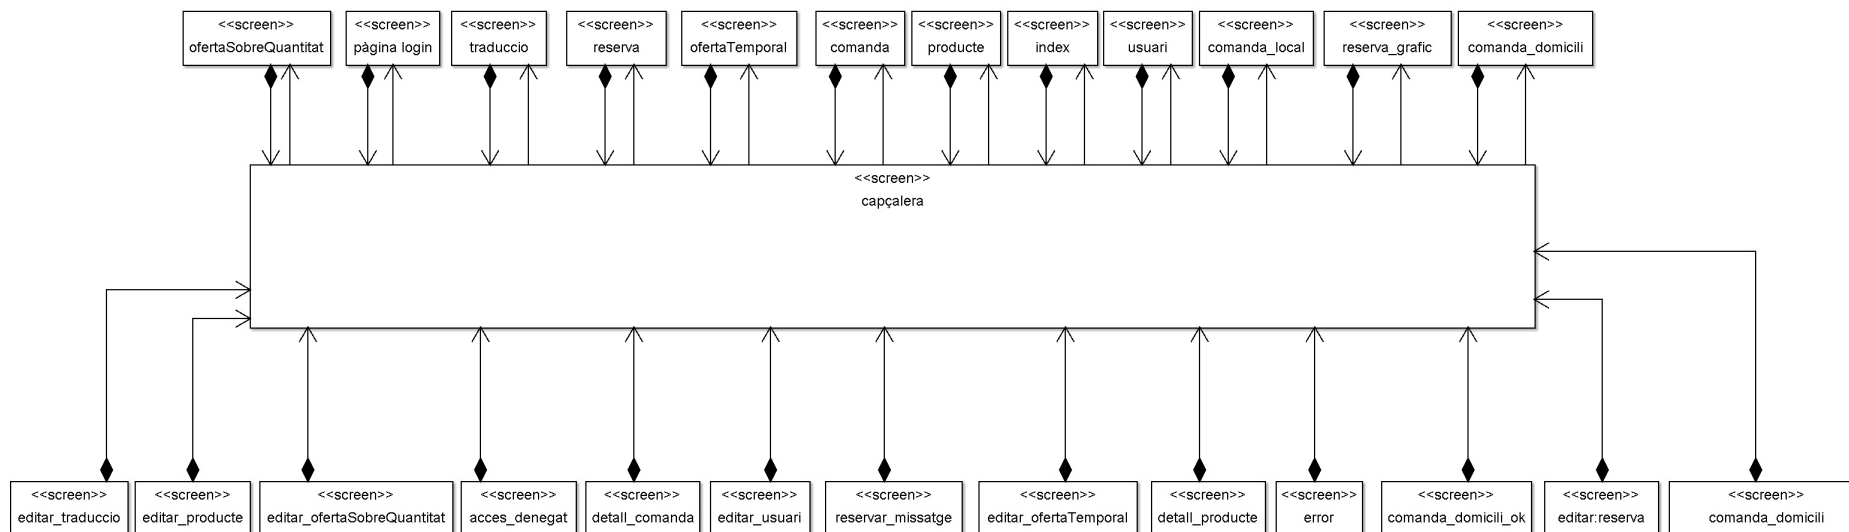 <<screen>>
ofertaSobreQuantitat
<<screen>>
pàgina login
<<screen>>
traduccio
<<screen>>
reserva
<<screen>>
ofertaTemporal
<<screen>>
comanda
<<screen>>
producte
<<screen>>
index
<<screen>>
usuari
<<screen>>
comanda_local
<<screen>>
reserva_grafic
<<screen>>
comanda_domicili
<<screen>>
capçalera
<<screen>>
editar_traduccio
<<screen>>
editar_producte
<<screen>>
editar_ofertaSobreQuantitat
<<screen>>
acces_denegat
<<screen>>
detall_comanda
<<screen>>
editar_usuari
<<screen>>
reservar_missatge
<<screen>>
editar_ofertaTemporal
<<screen>>
detall_producte
<<screen>>
error
<<screen>>
comanda_domicili_ok
<<screen>>
editar:reserva
<<screen>>
comanda_domicili